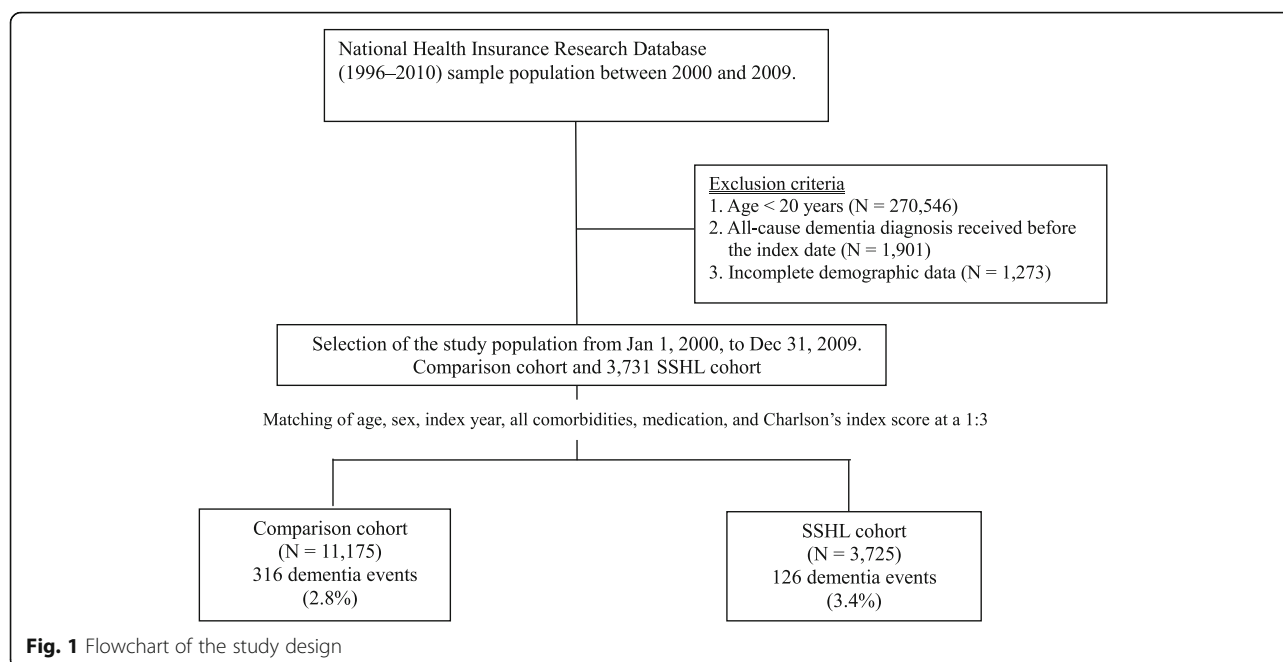 National Health Insurance Research Database
(1996–2010) sample population between 2000 and 2009.
Exclusion criteria
1. Age < 20 years (N = 270,546)
2. All-cause dementia diagnosis received before
the index date (N = 1,901)
3. Incomplete demographic data (N = 1,273)
Selection of the study population from Jan 1, 2000, to Dec 31, 2009.
Comparison cohort and 3,731 SSHL cohort
Matching of age, sex, index year, all comorbidities, medication, and Charlson’s index score at a 1:3
Comparison cohort
(N = 11,175)
316 dementia events
(2.8%)
SSHL cohort
(N = 3,725)
126 dementia events
(3.4%)
Fig. 1 Flowchart of the study design